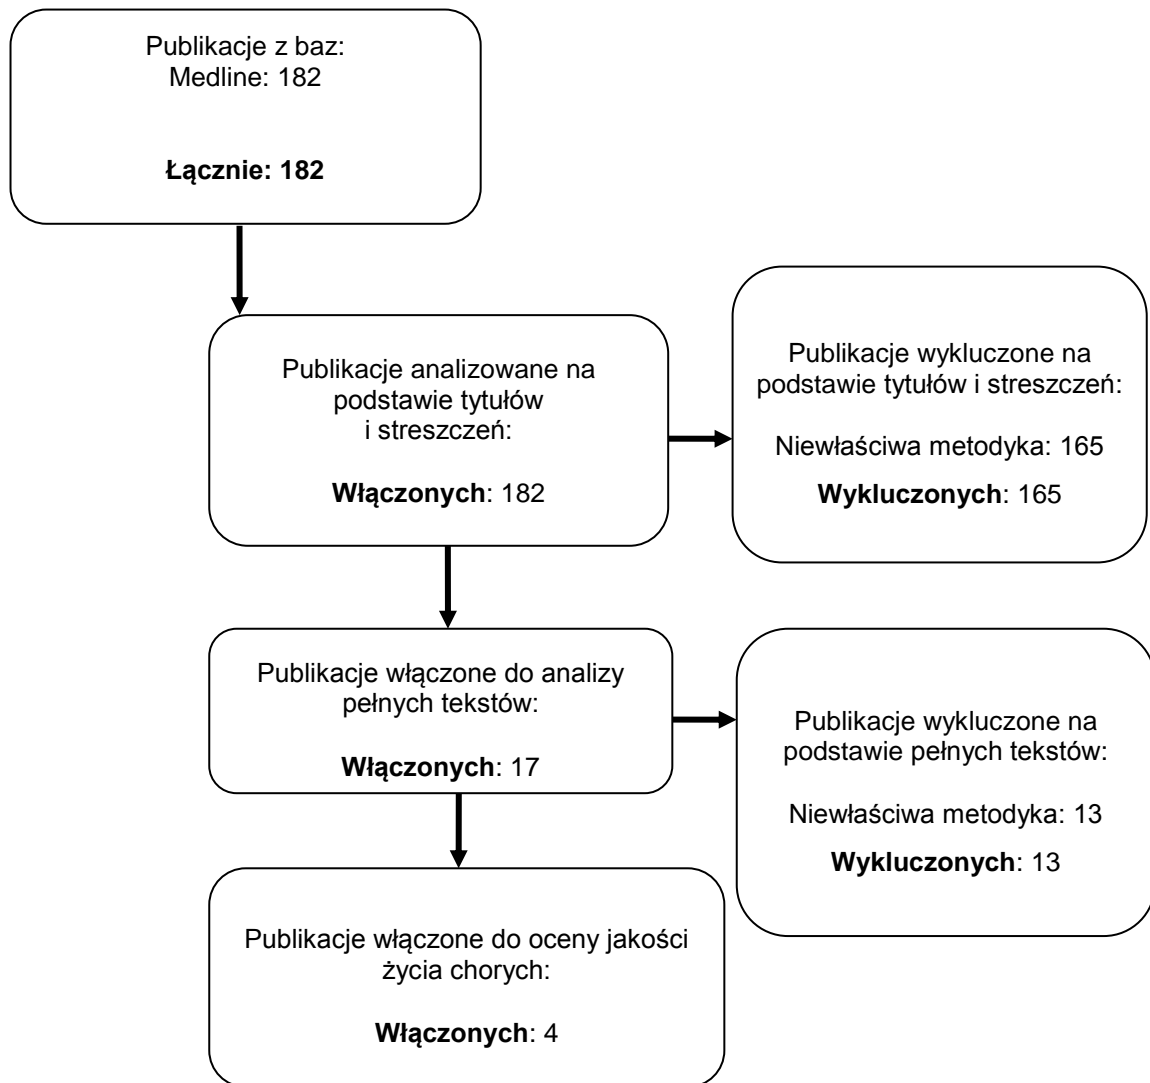 Publikacje z baz:
Medline: 182
Łącznie: 182
Publikacje analizowane na
podstawie tytułów
i streszczeń:
Włączonych: 182
Publikacje wykluczone na
podstawie tytułów i streszczeń:
Niewłaściwa metodyka: 165
Wykluczonych: 165
Publikacje włączone do analizy
pełnych tekstów:
Włączonych: 17
Publikacje wykluczone na
podstawie pełnych tekstów:
Niewłaściwa metodyka: 13
Wykluczonych: 13
Publikacje włączone do oceny jakości
życia chorych:
Włączonych: 4